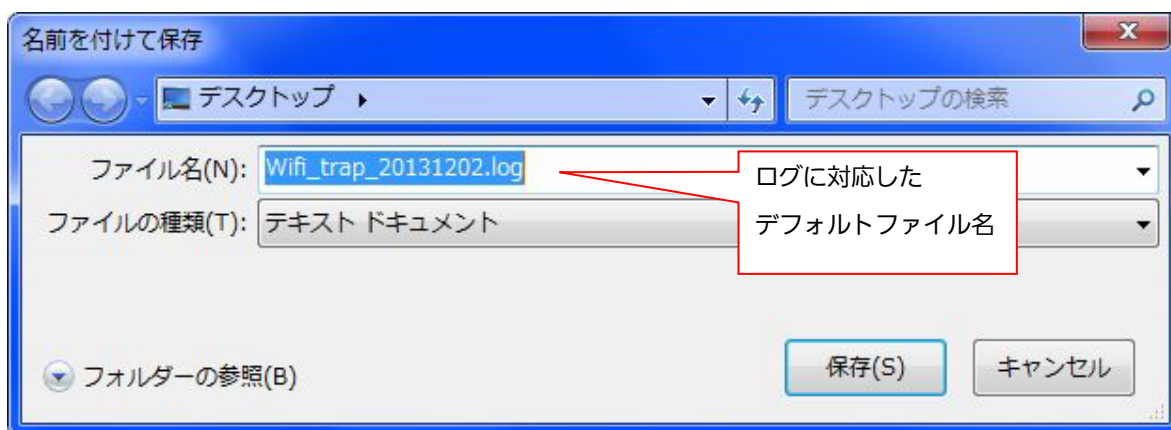 名前を付けて保存
デスクトップ
デスクトップの検索
ファイル名(N): Wifi_trap_20131202.log
ログに対応した
デフォルトファイル名
ファイルの種類(T): テキスト ドキュメント
フォルダーの参照(B)
保存(S)
キャンセル